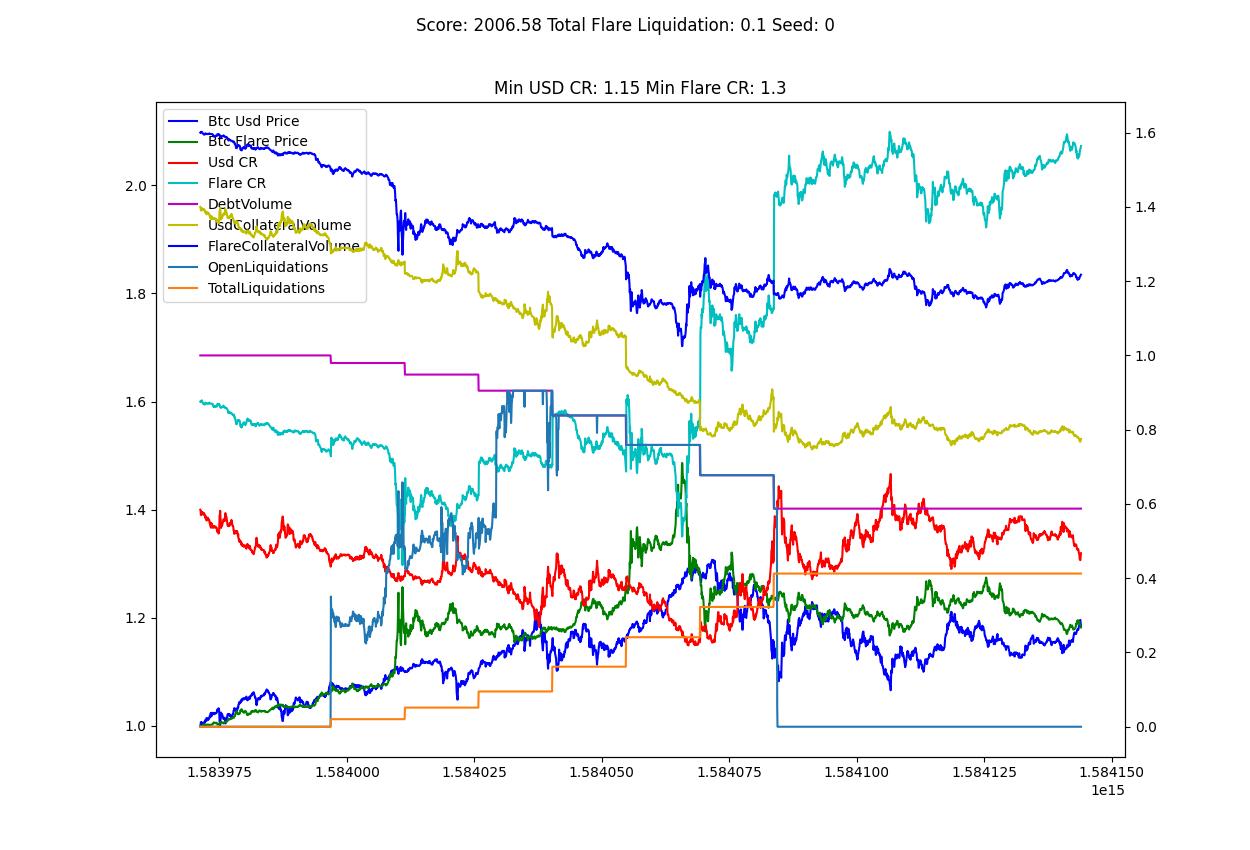 Score: 2006.58 Total Flare Liquidation: 0.1 Seed: 0
Min USD CR: 1.15 Min Flare CR: 1.3
Btc Usd Price
Btc Flare Price
Usd CR
Flare CR
DebtVolume
UsdCollateralVolume
FlareCollateralVolume
OpenLiquidations
TotalLiquidations
2.0
1.8
1.6
1.4
1.2
1.0
1.6
1.4
1.2
1.0
0.8
0.6
0.4
0.2
0.0
1.583975 1.584000 1.584025 1.584050 1.584075 1.584100 1.584125 1.584150
1e15